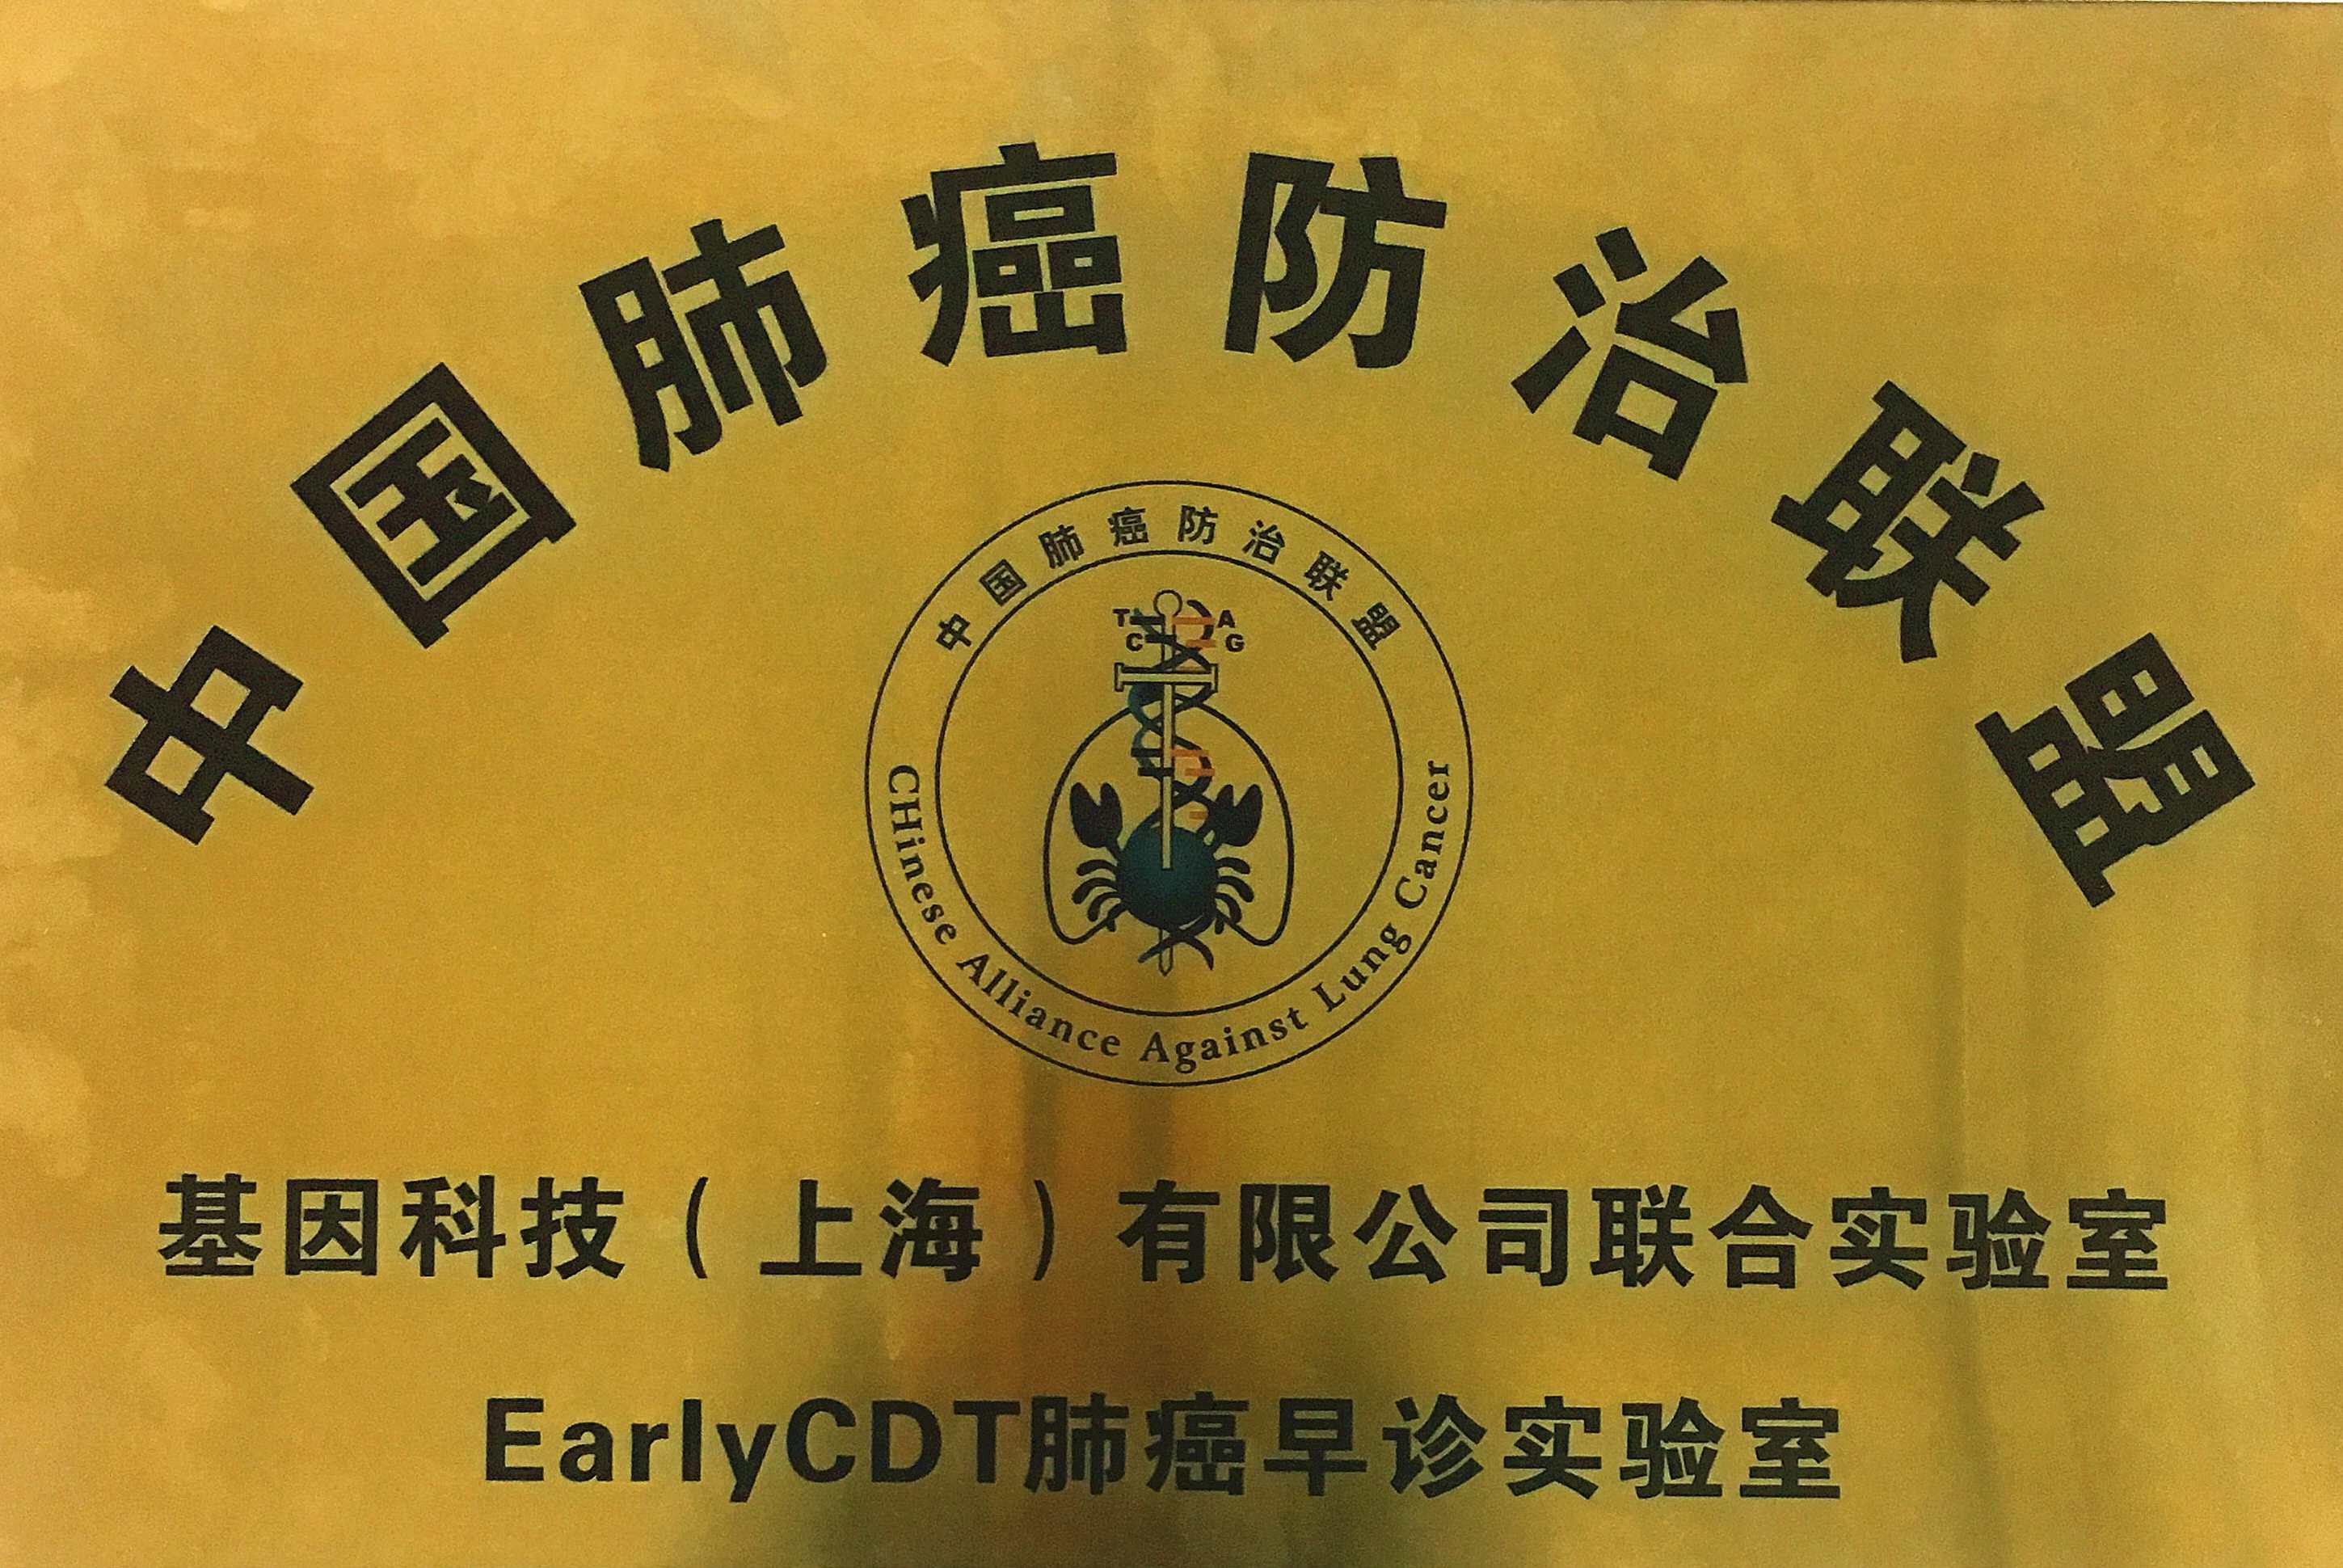 中国肺癌防治联盟
中国肺癌防治联盟
T A
C G
CHinese Alliance Against Lung Cancer
基因科技（上海）有限公司联合实验室
EarlyCDT肺癌早诊实验室